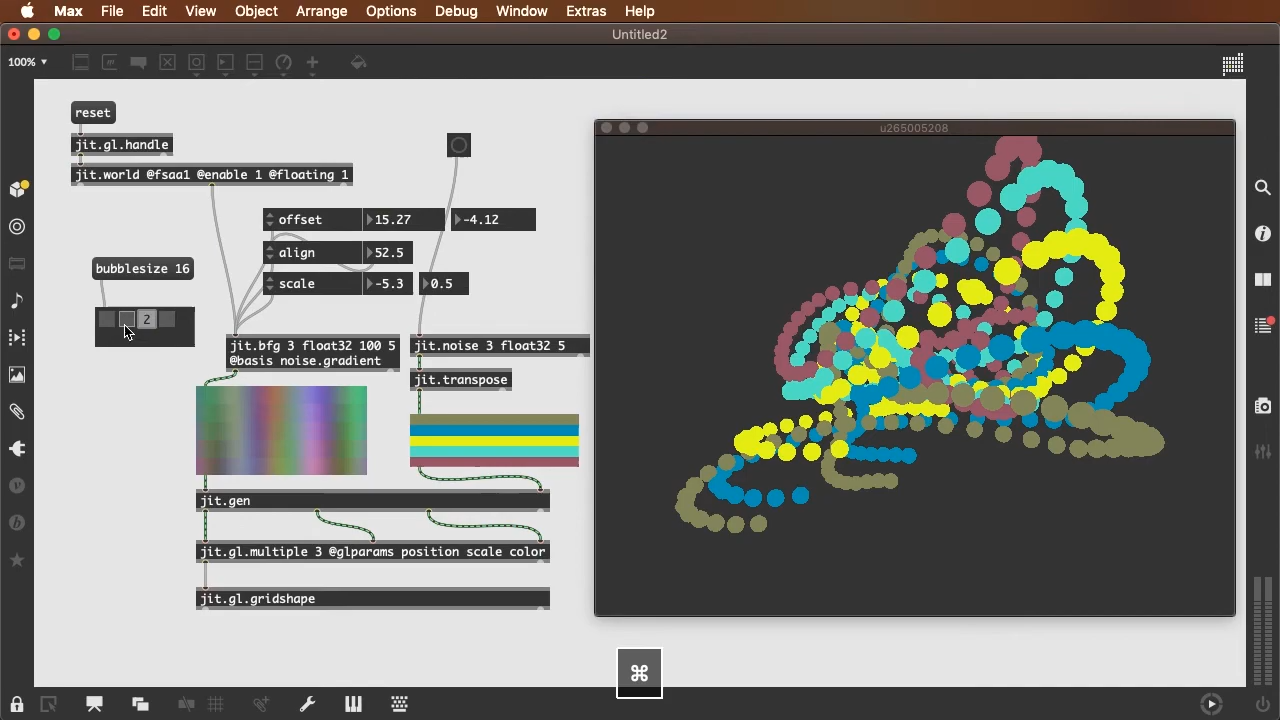 Max File Edit View Object Arrange Options Debug Window Extras Help
Untitled2
100%
reset
jit.gl.handle
jit.world @fsaa1 @enable 1 @floating 1
u265005208
offset 15.27 -4.12
align 52.5
scale -5.3 0.5
bubblesize 16
2
jit.bfg 3 float32 100 5
@basis noise.gradient
jit.noise 3 float32 5
jit.transpose
jit.gen
jit.gl.multiple 3 @glparams position scale color
jit.gl.gridshape
⌘